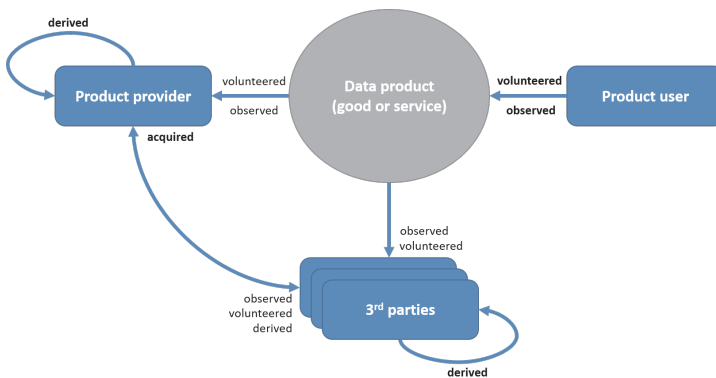 derived
Product provider
volunteered
observed
Data product
(good or service)
volunteered
observed
Product user
acquired
observed
volunteered
observed
volunteered
derived
3rd parties
derived